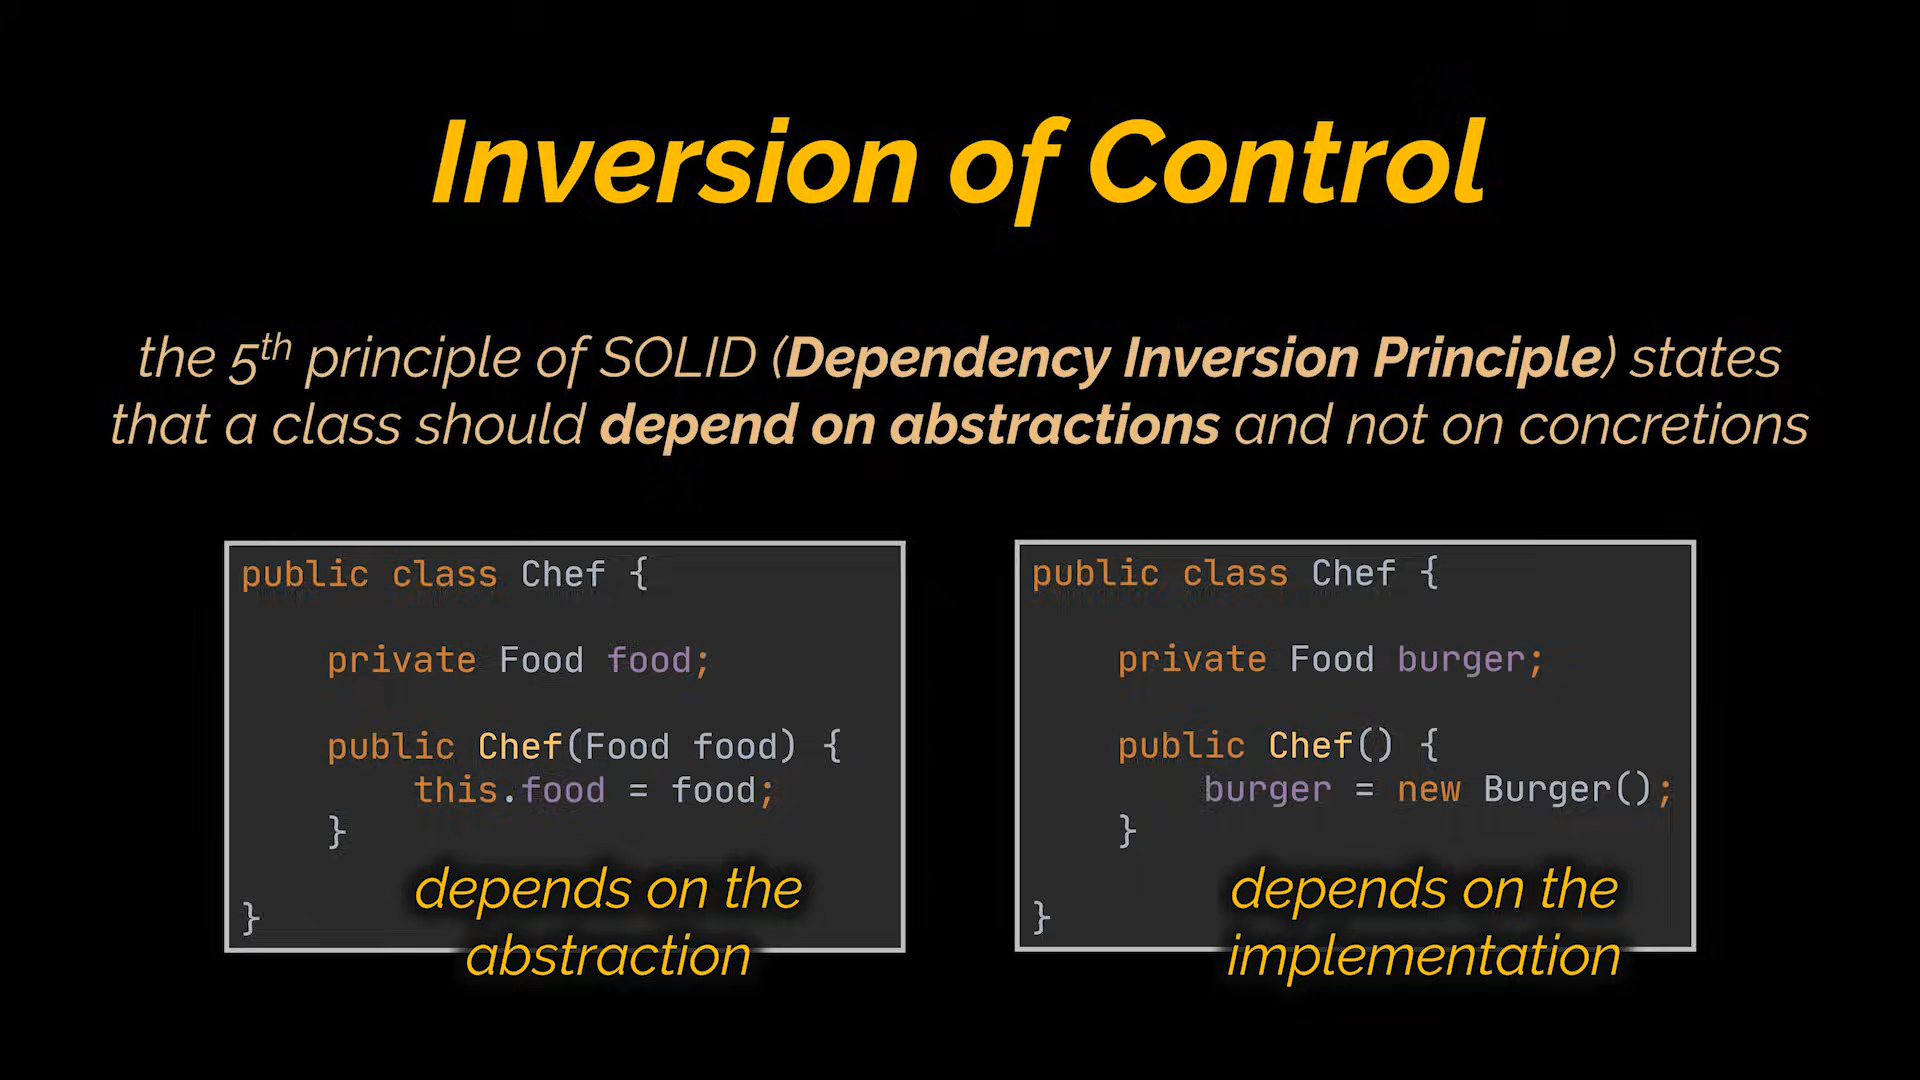 Inversion of Control
the 5th principle of SOLID (Dependency Inversion Principle) states
that a class should depend on abstractions and not on concretions
public class Chef {
private Food food;
public Chef(Food food) {
this.food = food;
}
}
depends on the
abstraction
public class Chef {
private Food burger;
public Chef() {
burger = new Burger();
}
}
depends on the
implementation